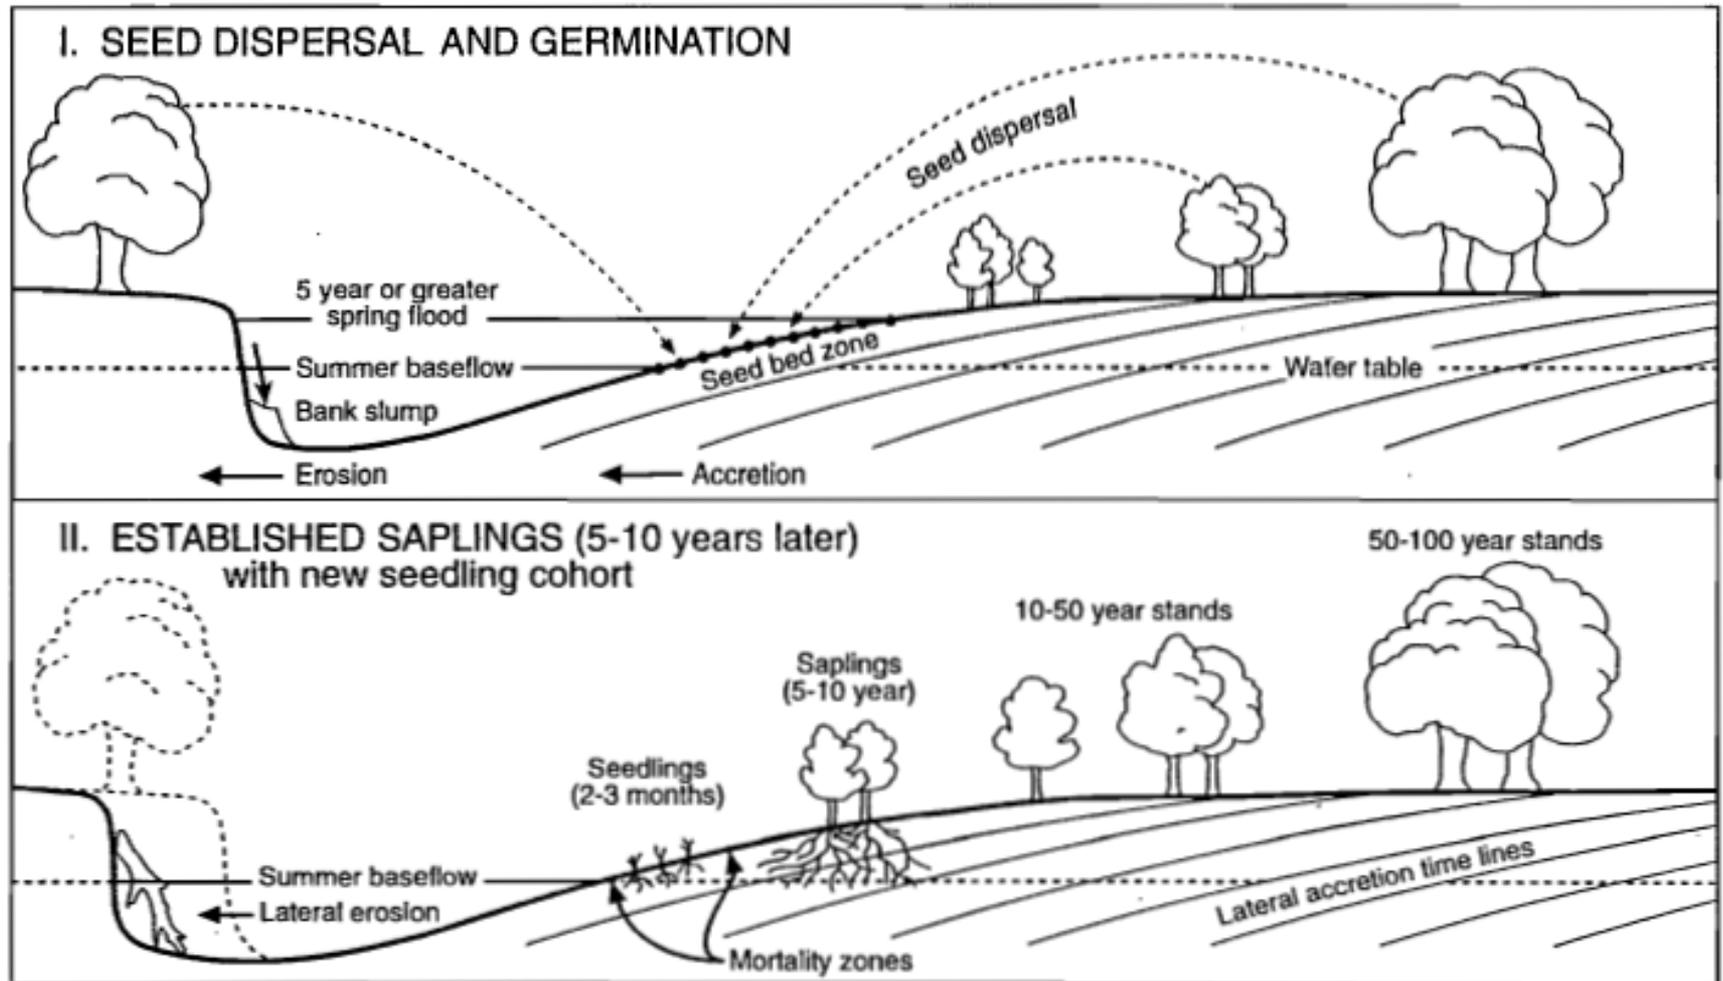 I. SEED DISPERSAL AND GERMINATION
Seed dispersal
5 year or greater
spring flood
Summer baseflow
Seed bed zone
Water table
Bank slump
Erosion
Accretion
II. ESTABLISHED SAPLINGS (5-10 years later)
with new seedling cohort
50-100 year stands
10-50 year stands
Saplings
(5-10 year)
Seedlings
(2-3 months)
Summer baseflow
Lateral erosion
Lateral accretion time lines
Mortality zones